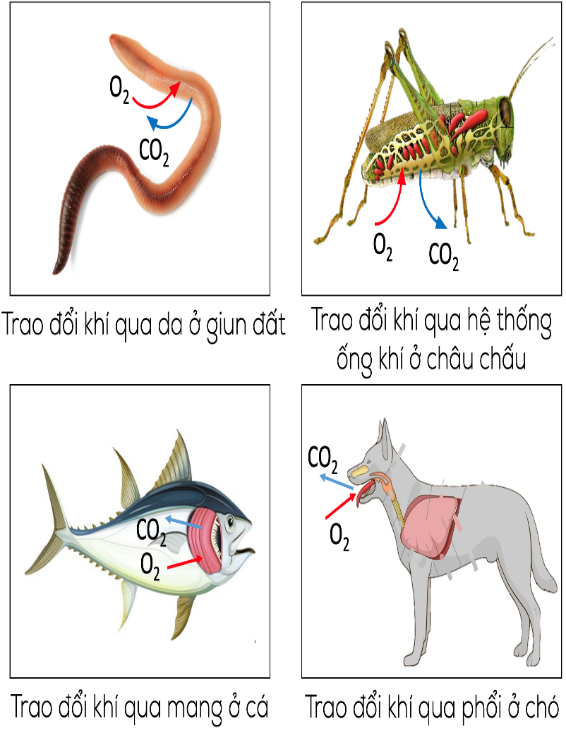 O₂
CO₂
O₂
CO₂
Trao đổi khí qua da ở giun đất
Trao đổi khí qua hệ thống
ống khí ở châu chấu
CO₂
O₂
CO₂
O₂
Trao đổi khí qua mang ở cá
Trao đổi khí qua phổi ở chó